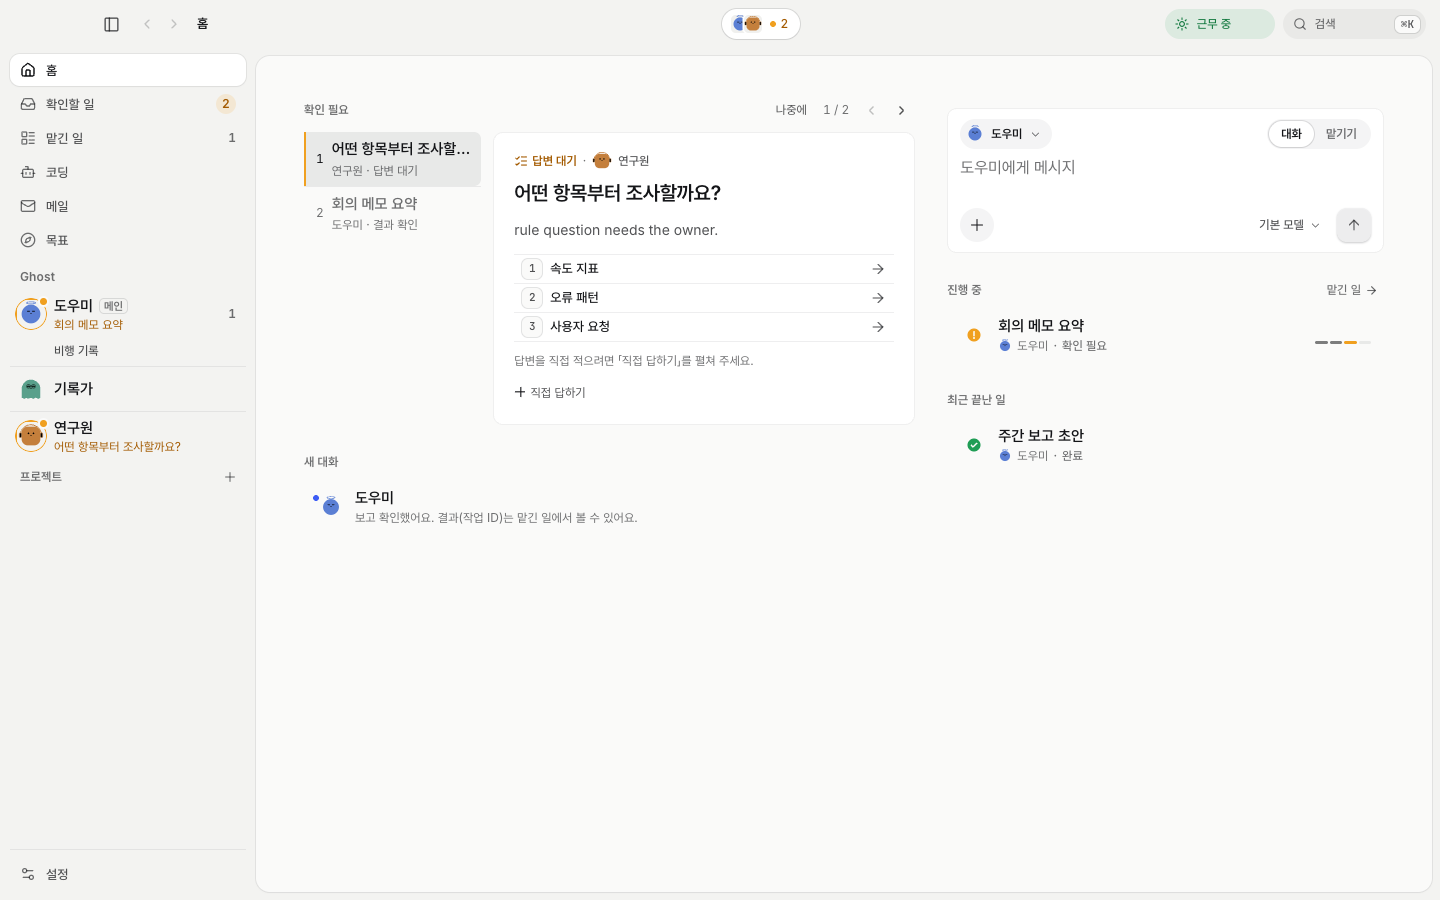 홈
2
근무 중
검색
⌘K
홈
확인할 일
2
맡긴 일
1
코딩
메일
목표
Ghost
도우미 메인
회의 메모 요약
1
비행 기록
기록가
연구원
어떤 항목부터 조사할까요?
프로젝트
설정
확인 필요
나중에
1 / 2
1
어떤 항목부터 조사할...
연구원 · 답변 대기
2
회의 메모 요약
도우미 · 결과 확인
답변 대기 · 연구원
어떤 항목부터 조사할까요?
rule question needs the owner.
1 속도 지표
2 오류 패턴
3 사용자 요청
답변을 직접 적으려면 「직접 답하기」를 펼쳐 주세요.
직접 답하기
새 대화
도우미
보고 확인했어요. 결과(작업 ID)는 맡긴 일에서 볼 수 있어요.
도우미
대화
맡기기
도우미에게 메시지
기본 모델
진행 중
맡긴 일
회의 메모 요약
도우미 · 확인 필요
최근 끝난 일
주간 보고 초안
도우미 · 완료